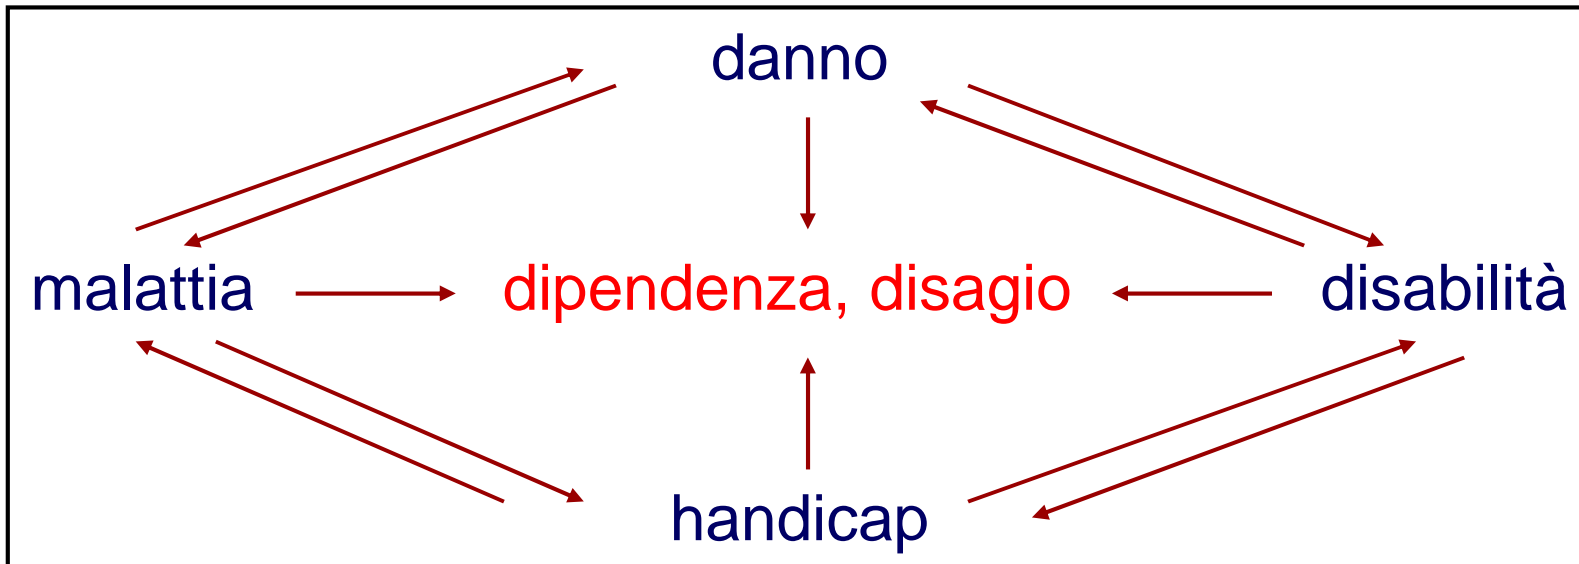 danno
malattia dipendenza, disagio disabilità
handicap